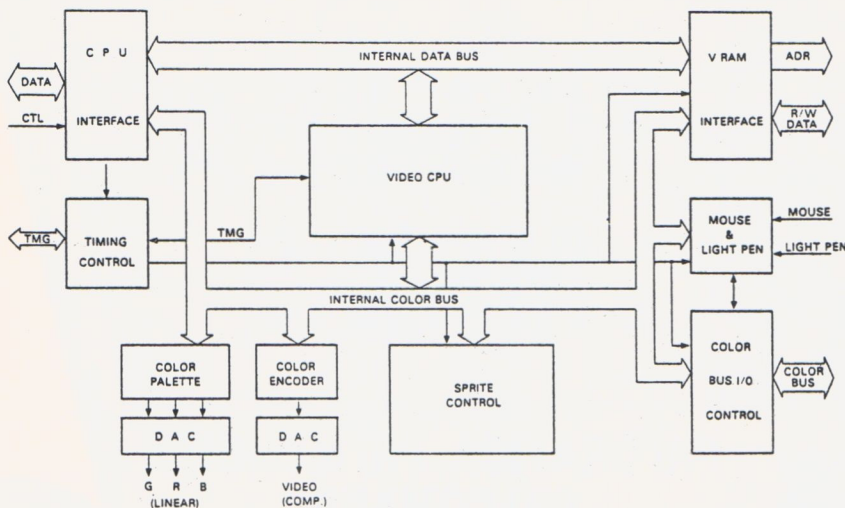 C P U
INTERFACE
DATA
CTL
INTERNAL DATA BUS
V RAM
INTERFACE
ADR
R/W
DATA
VIDEO CPU
TMG
TIMING
CONTROL
TMG
MOUSE
&
LIGHT PEN
MOUSE
LIGHT PEN
INTERNAL COLOR BUS
COLOR
PALETTE
COLOR
ENCODER
SPRITE
CONTROL
COLOR
BUS I/O
CONTROL
COLOR
BUS
D A C
D A C
G R B
(LINEAR)
VIDEO
(COMP.)